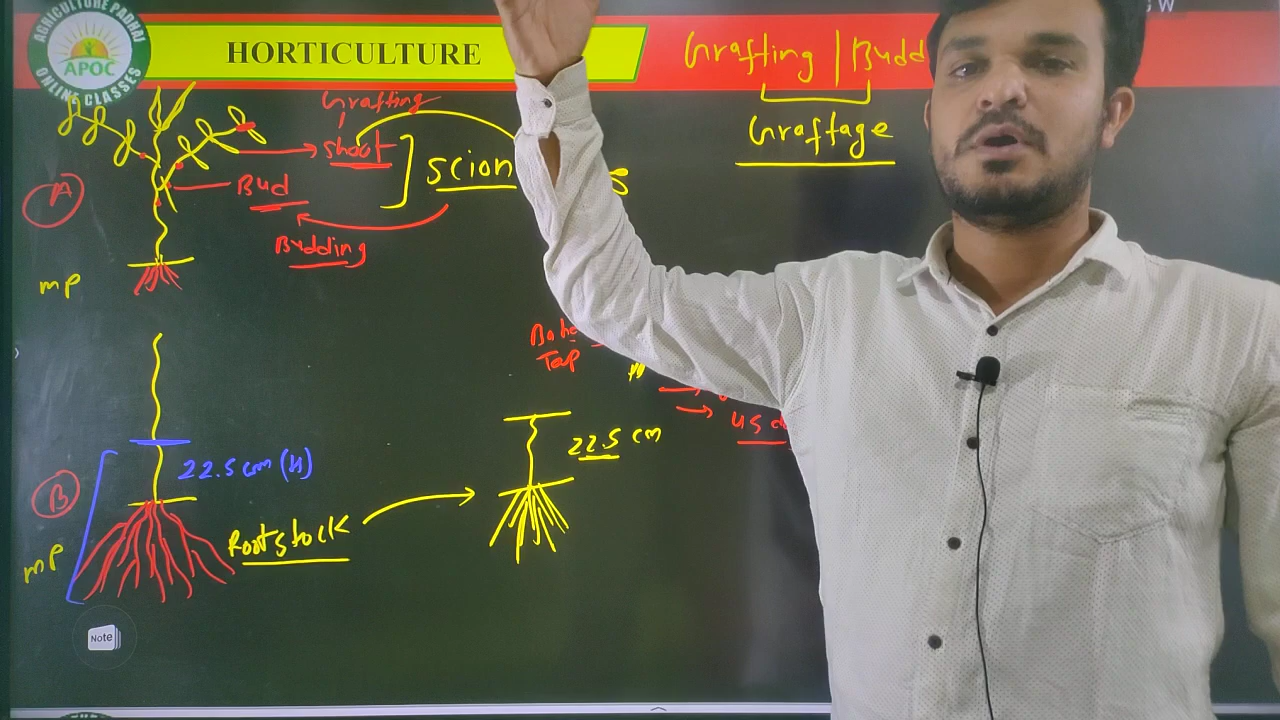 AGRICULTURE PADHAI
APOC
ONLINE CLASSES
HORTICULTURE
Grafting | Budd
Graftage
Grafting
shoot
scion
Bud
Budding
A
mp
Tap
22.5 cm
22.5 cm (H)
B
Rootstock
mp
Note